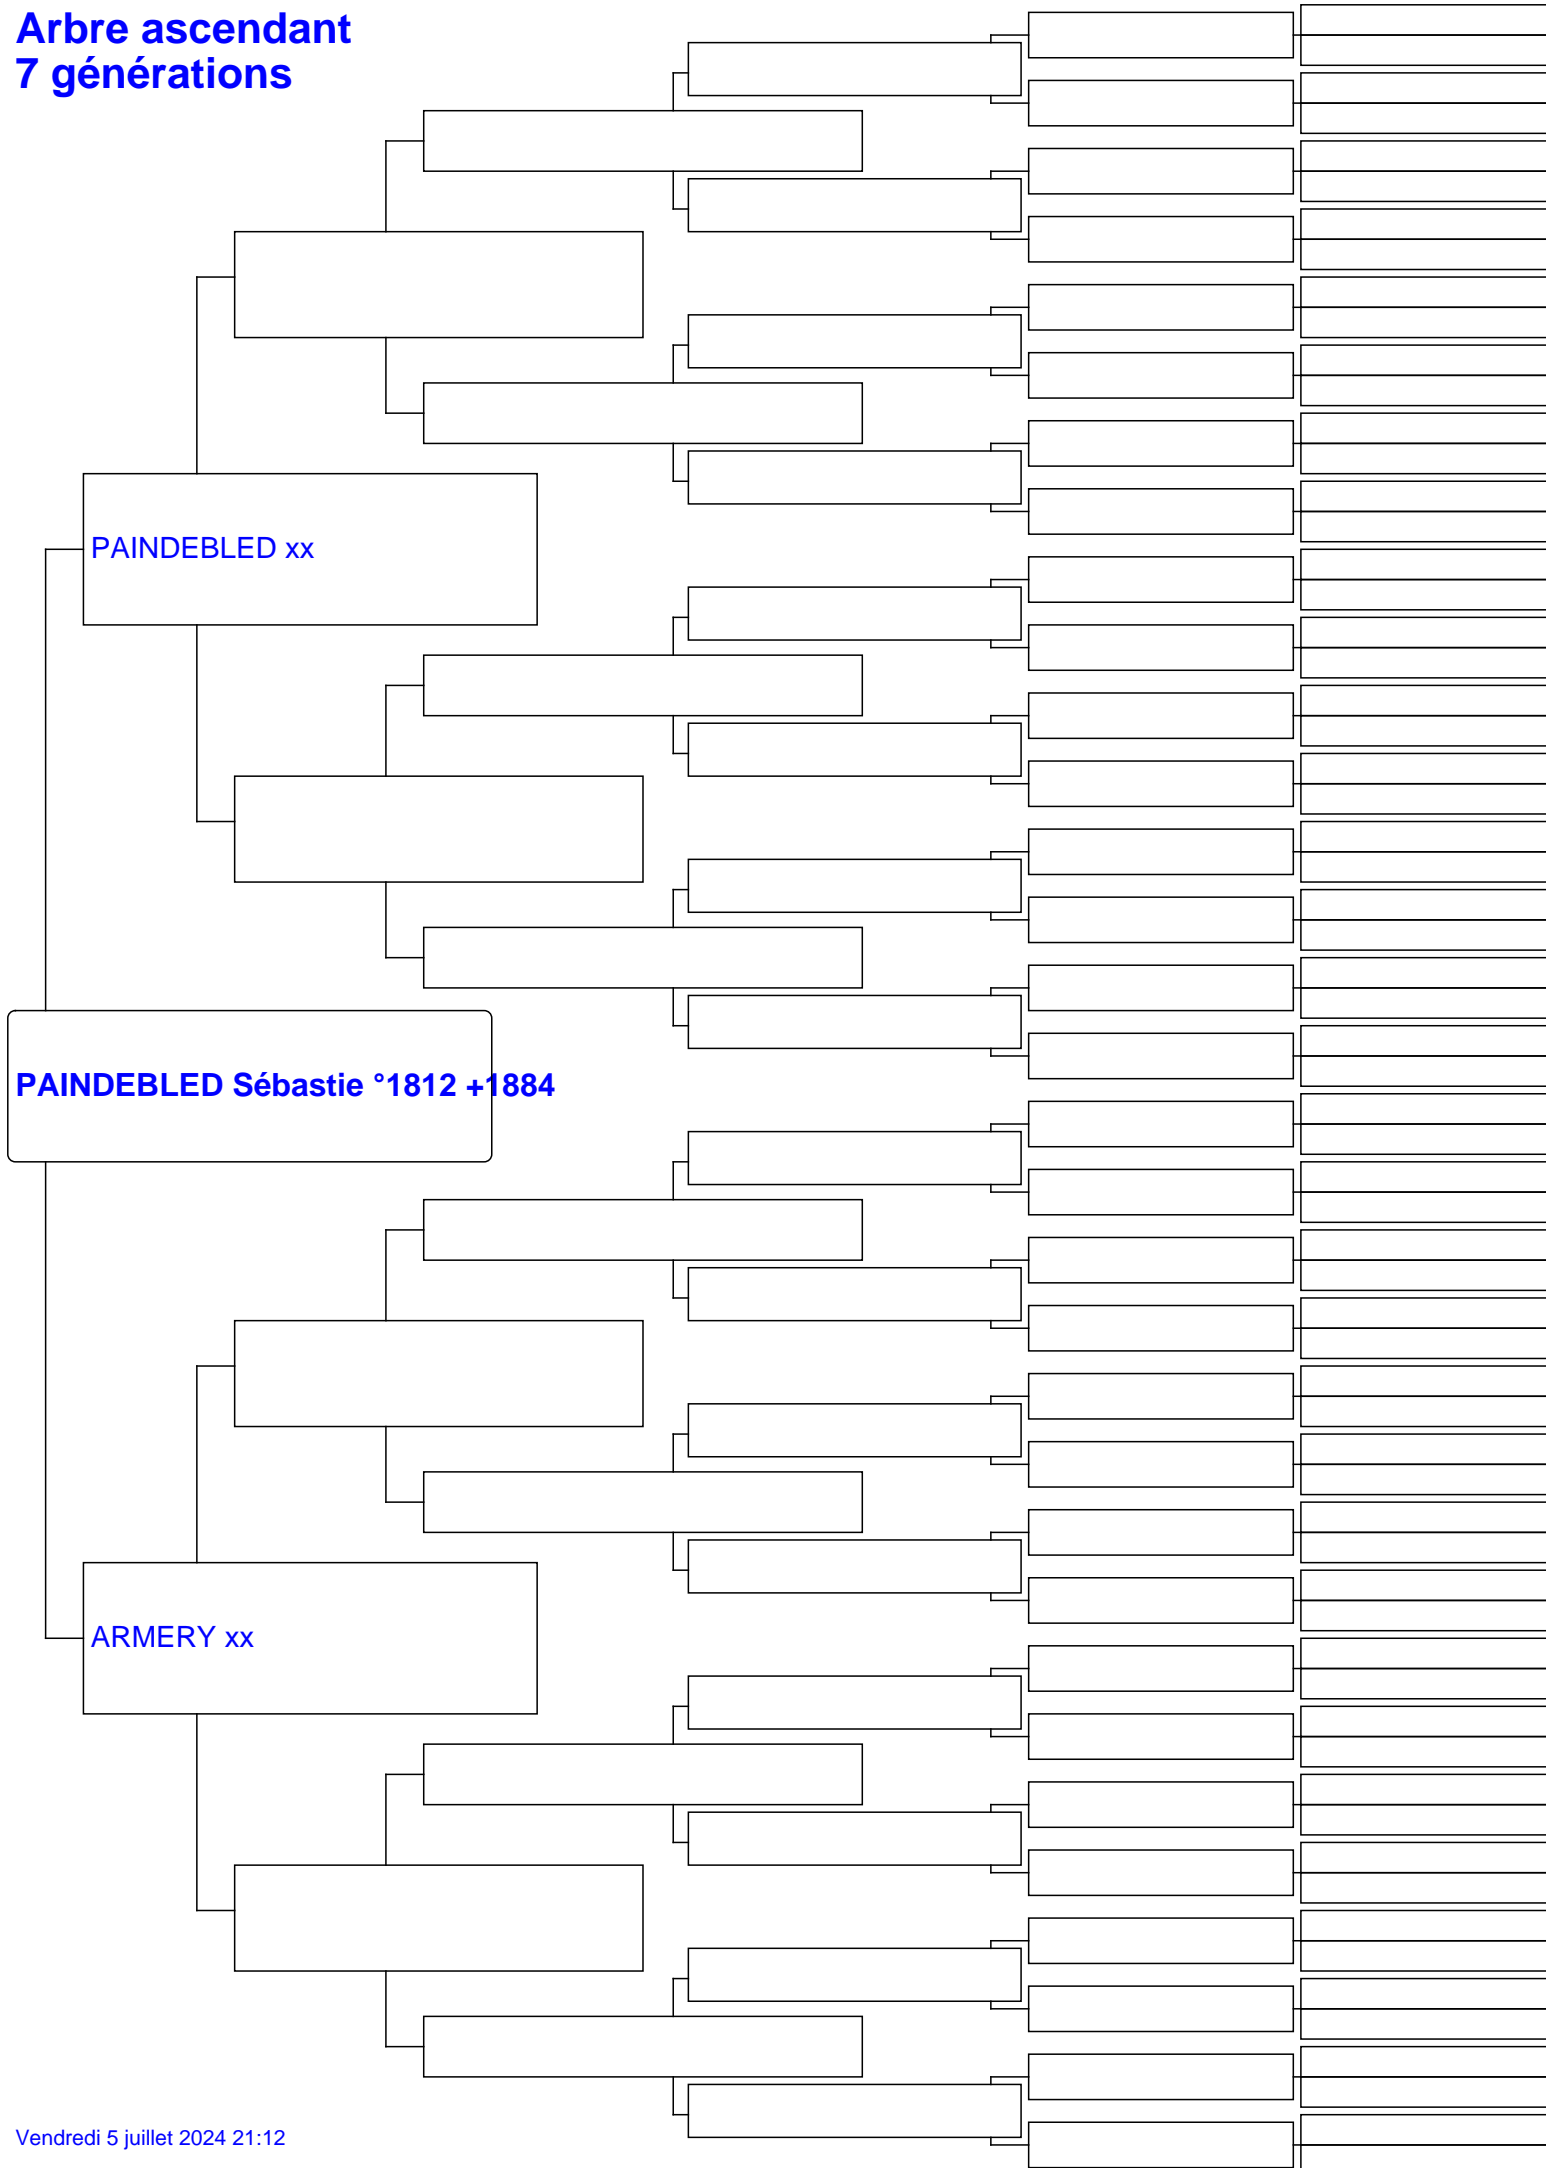 Arbre ascendant
7 générations
PAINDEBLED xx
PAINDEBLED Sébastie °1812 +1884
ARMERY xx
Vendredi 5 juillet 2024 21:12